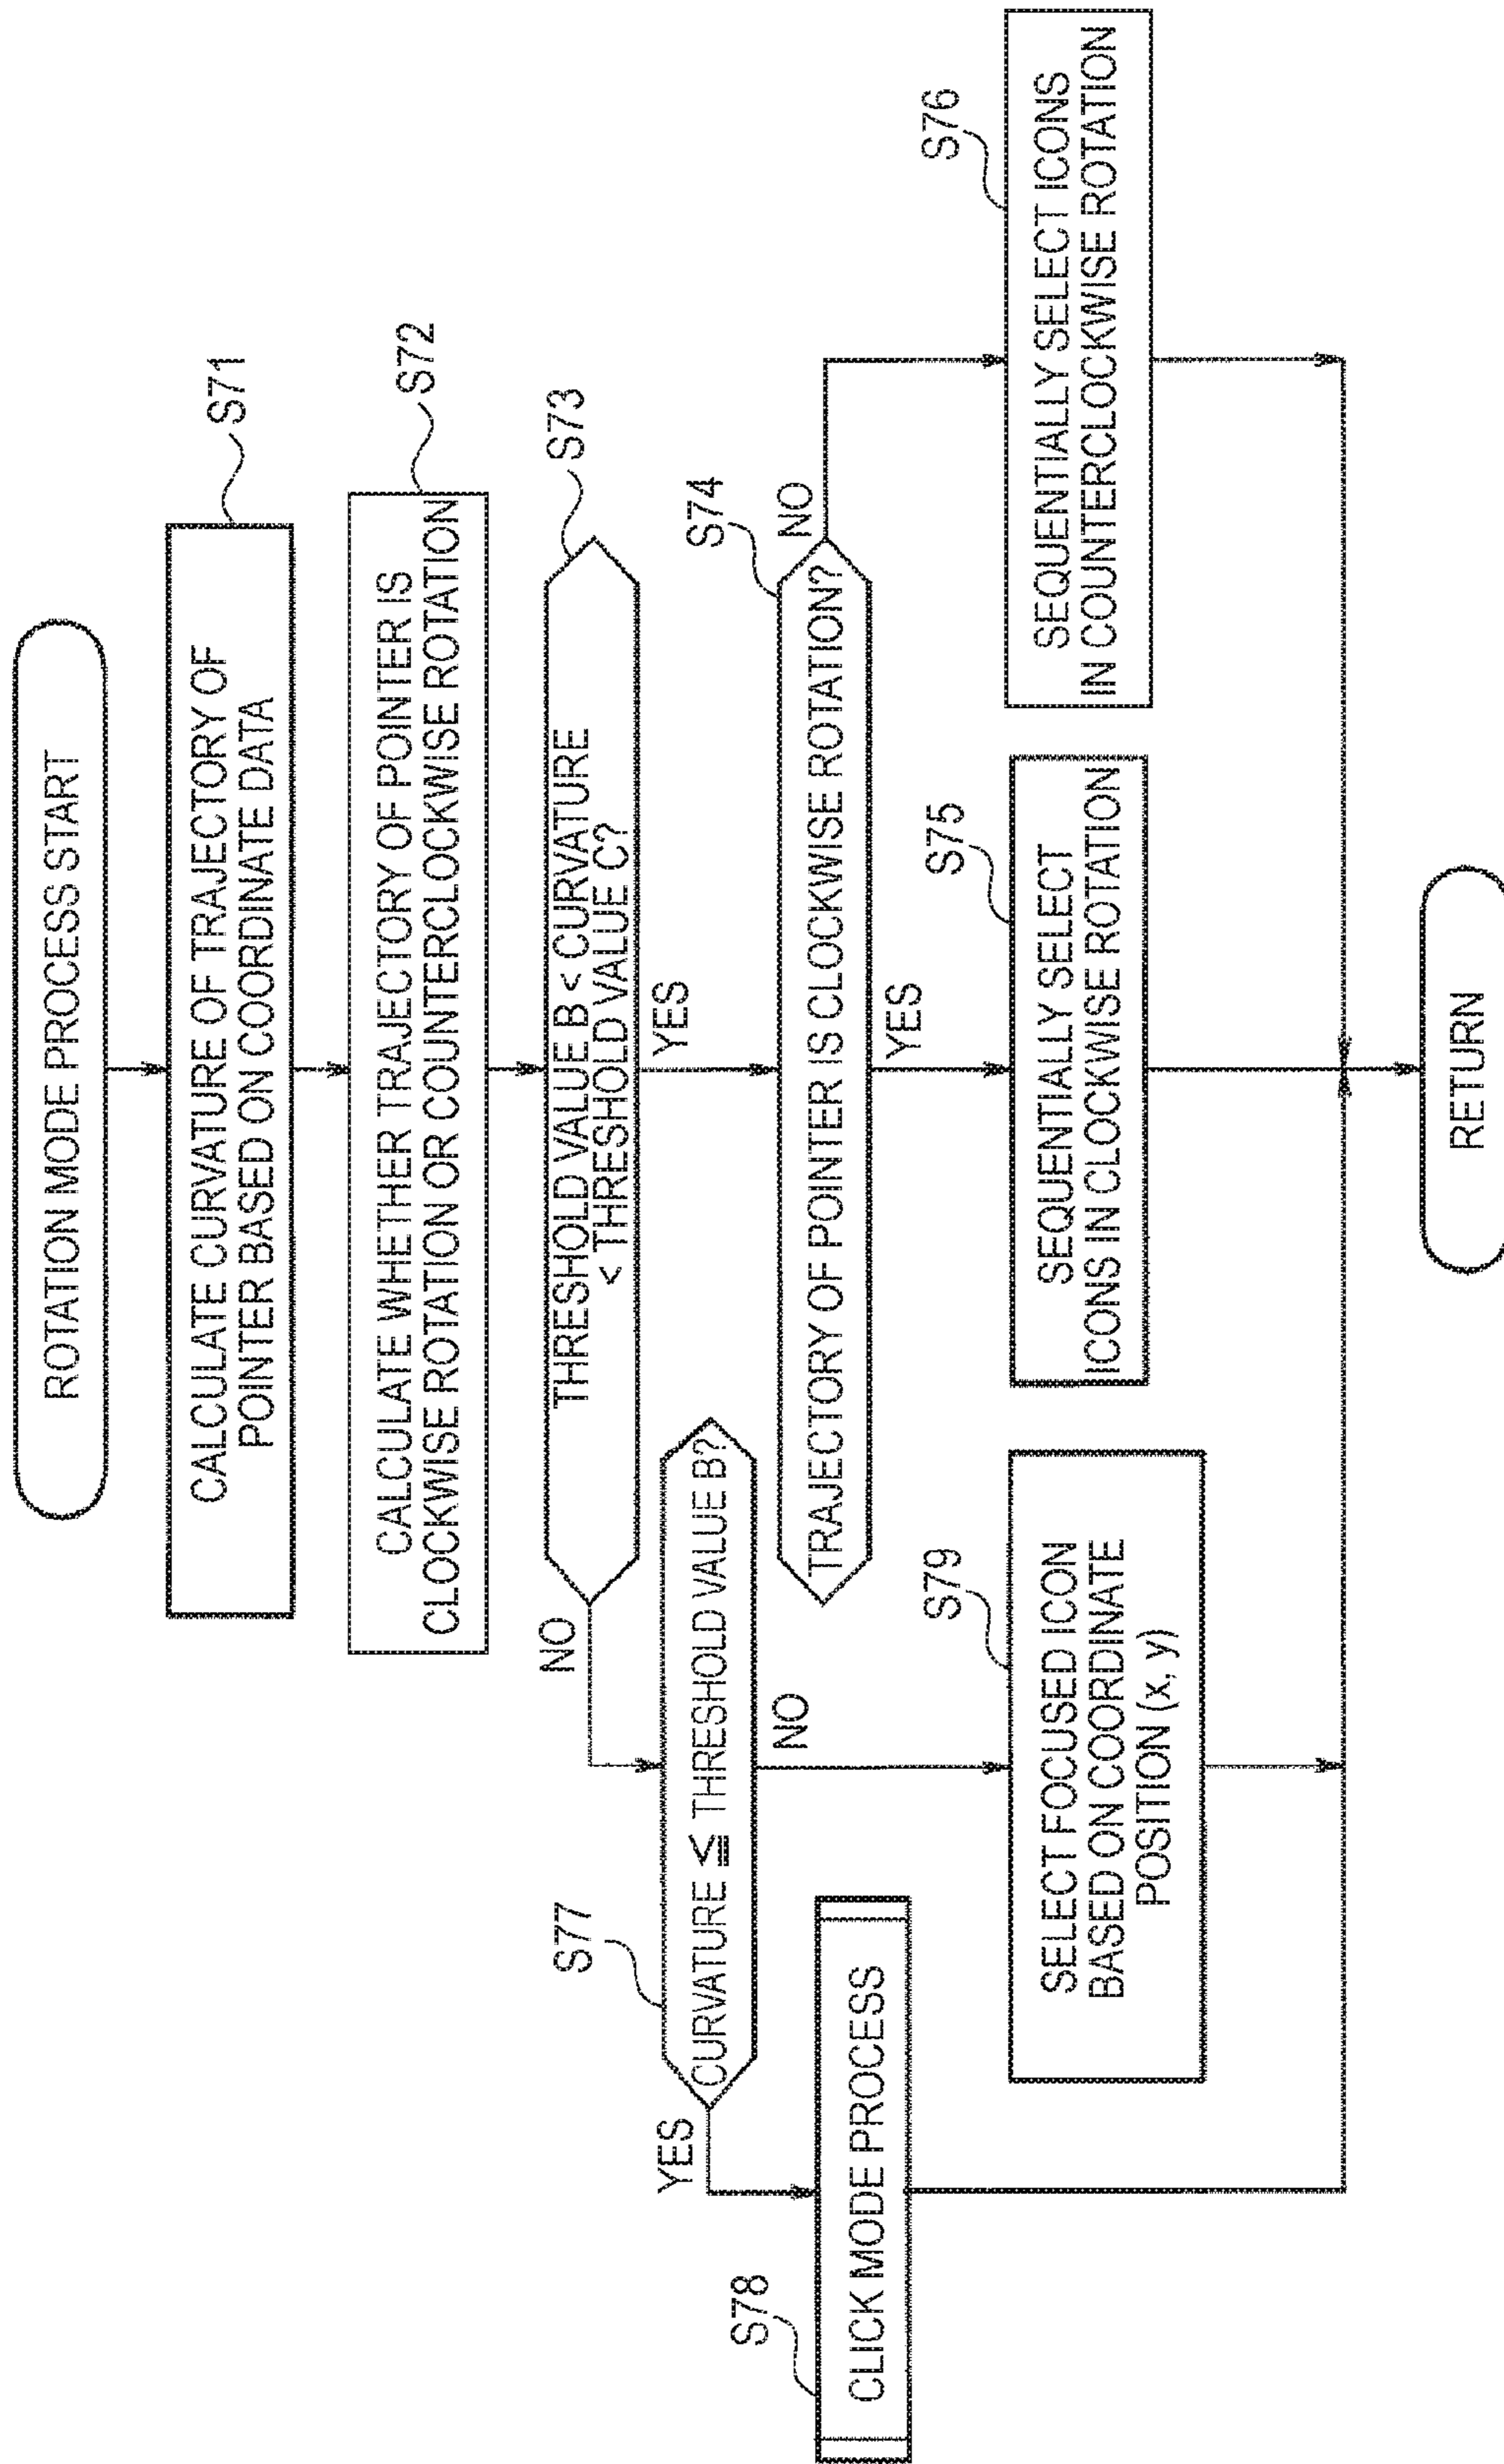 ROTATION MODE PROCESS START
S71
CALCULATE CURVATURE OF TRAJECTORY OF
POINTER BASED ON COORDINATE DATA
S72
CALCULATE WHETHER TRAJECTORY OF POINTER IS
CLOCKWISE ROTATION OR COUNTERCLOCKWISE ROTATION
S73
THRESHOLD VALUE B < CURVATURE
< THRESHOLD VALUE C?
NO
YES
S77
CURVATURE ≦ THRESHOLD VALUE B?
YES
NO
S74
TRAJECTORY OF POINTER IS CLOCKWISE ROTATION?
NO
YES
S78
CLICK MODE PROCESS
S79
SELECT FOCUSED ICON
BASED ON COORDINATE
POSITION (x, y)
S75
SEQUENTIALLY SELECT
ICONS IN CLOCKWISE ROTATION
S76
SEQUENTIALLY SELECT ICONS
IN COUNTERCLOCKWISE ROTATION
RETURN